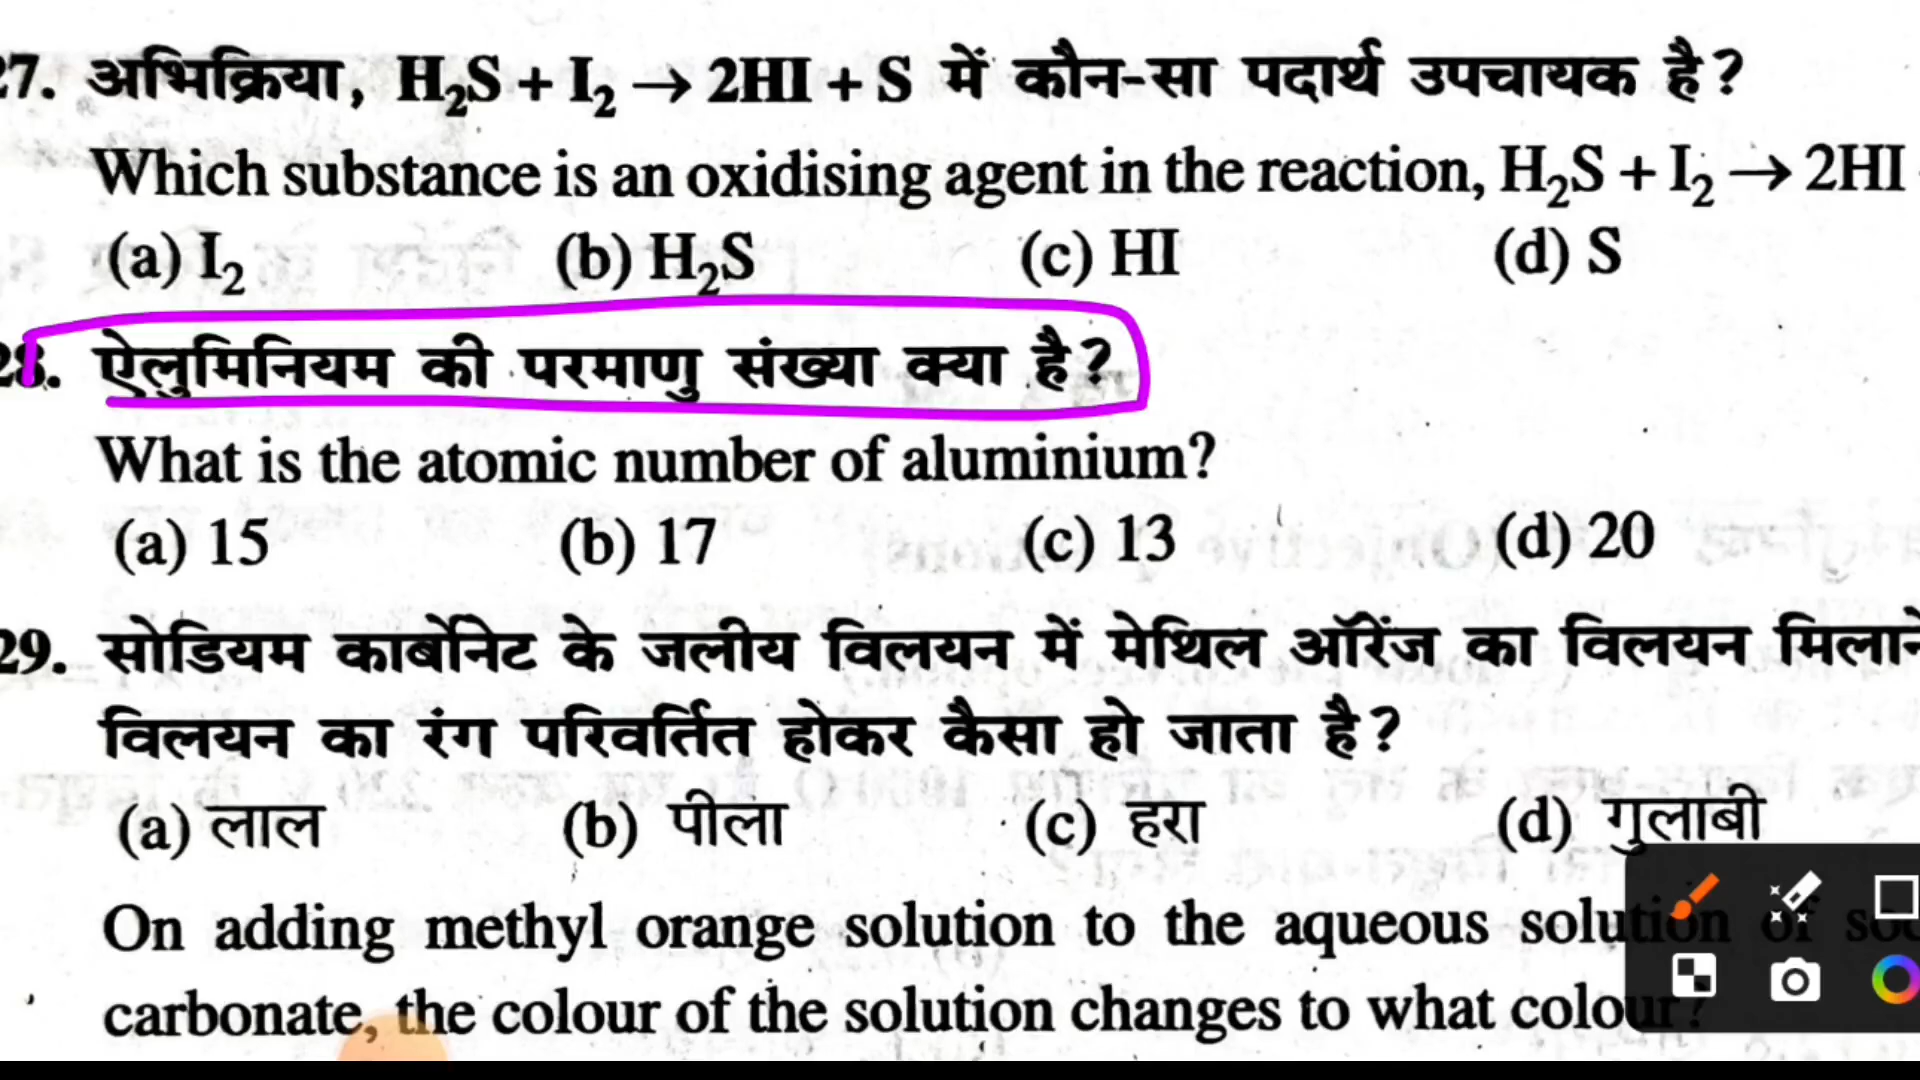 27. अभिक्रिया, H₂S + I₂ → 2HI + S में कौन-सा पदार्थ उपचायक है?
Which substance is an oxidising agent in the reaction, H₂S + I₂ → 2HI
(a) I₂ (b) H₂S (c) HI (d) S
28. ऐलुमिनियम की परमाणु संख्या क्या है?
What is the atomic number of aluminium?
(a) 15 (b) 17 (c) 13 (d) 20
29. सोडियम कार्बोनेट के जलीय विलयन में मेथिल ऑरेंज का विलयन मिलाने
विलयन का रंग परिवर्तित होकर कैसा हो जाता है?
(a) लाल (b) पीला (c) हरा (d) गुलाबी
On adding methyl orange solution to the aqueous solution of
carbonate, the colour of the solution changes to what colour?